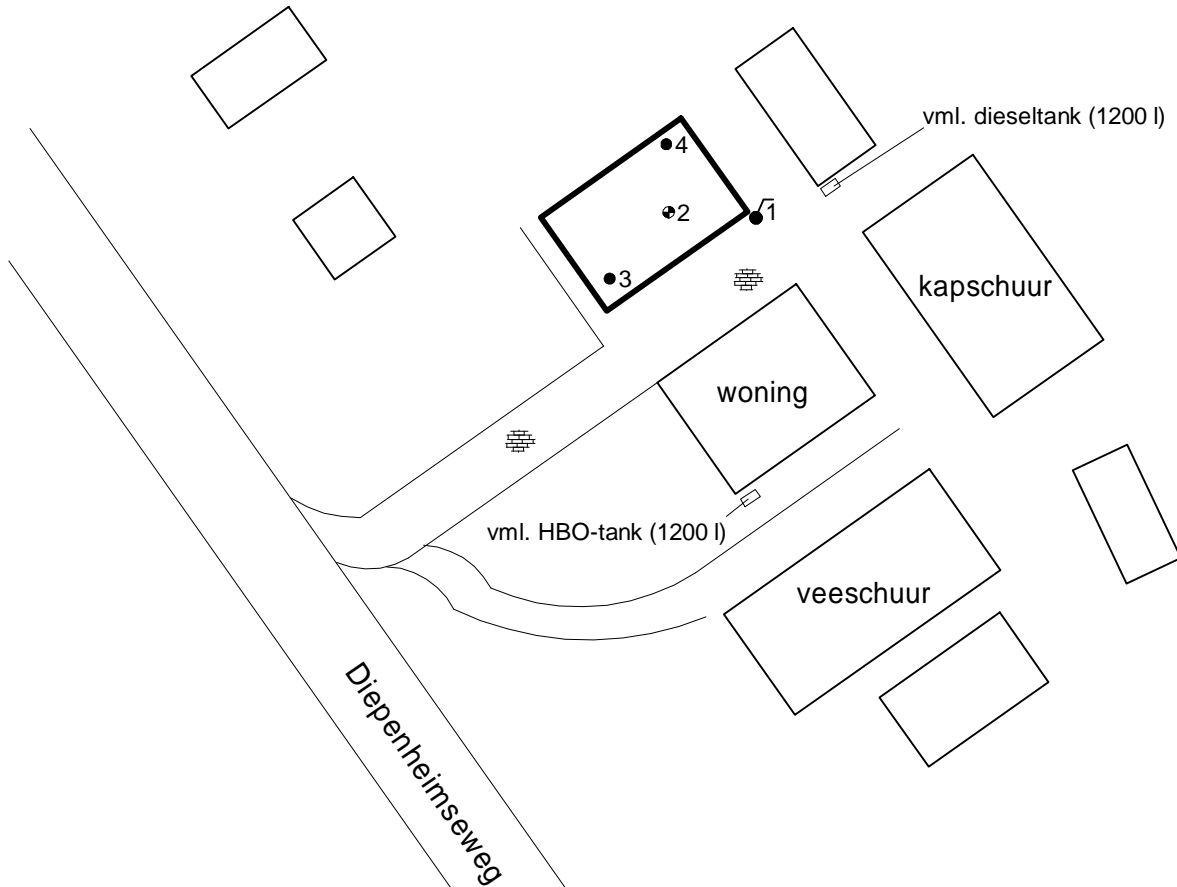 vml. dieseltank (1200 l)
4
2
1
3
kapschuur
woning
vml. HBO-tank (1200 l)
veeschuur
Diepenheimseweg